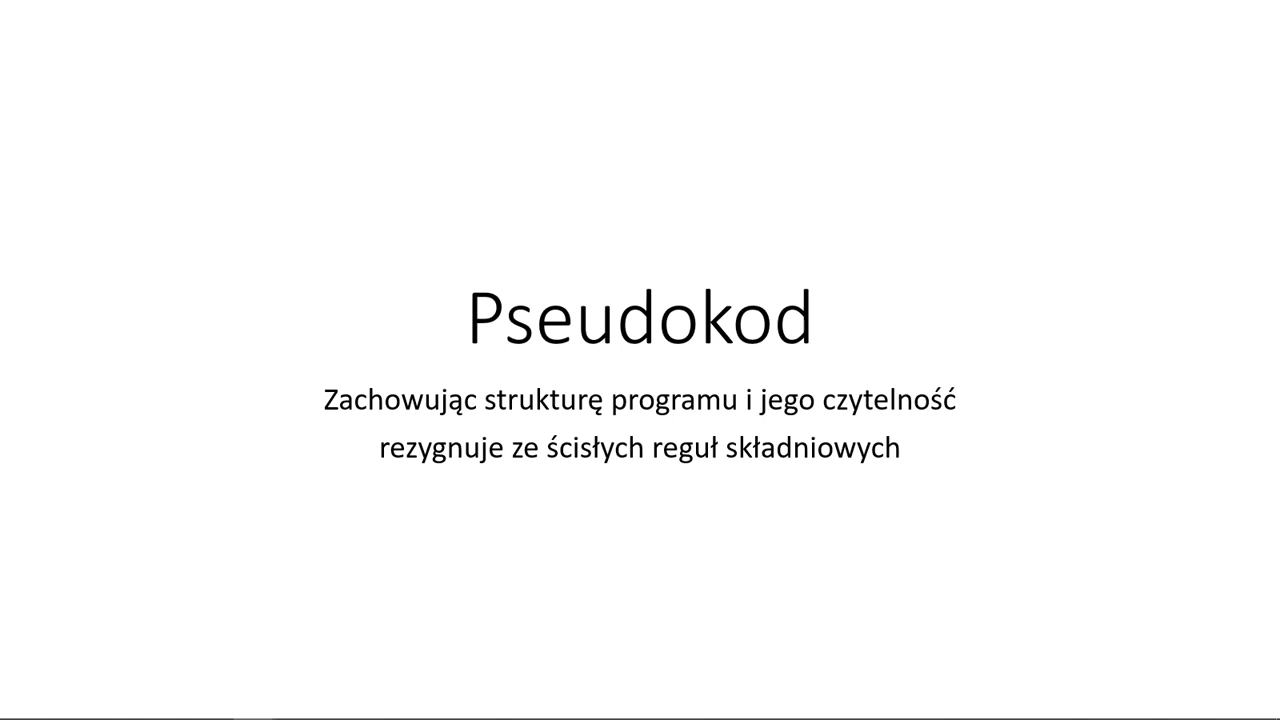 Pseudokod
Zachowując strukturę programu i jego czytelność
rezygnuje ze ścisłych reguł składniowych